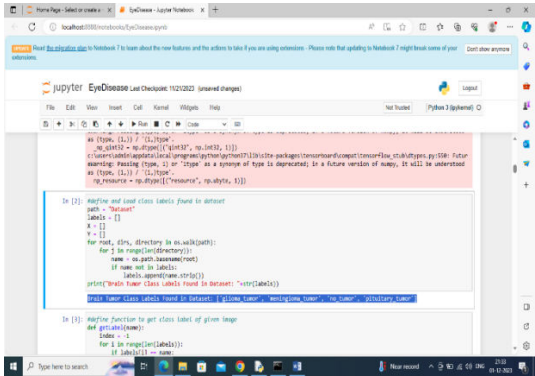 Home Page - Select or create a
EyeDisease - Jupyter Notebook
localhost:8888/notebooks/EyeDisease.ipynb
UPDATE Read the migration plan to Notebook 7 to learn about the new features and the actions to take if you are using extensions - Please note that updating to Notebook 7 might break some of your extensions.
Don't show anymore
jupyter EyeDisease Last Checkpoint: 11/21/2023 (unsaved changes)
Logout
File Edit View Insert Cell Kernel Widgets Help
Not Trusted
Python 3 (ipykernel)
Run
Code
as (type, (1,)) / '(1,)type'.
_np_qint32 = np.dtype([("qint32", np.int32, 1)])
c:\users\admin\appdata\local\programs\python\python37\lib\site-packages\tensorboard\compat\tensorflow_stub\dtypes.py:550: Futur
eWarning: Passing (type, 1) or '1type' as a synonym of type is deprecated; in a future version of numpy, it will be understood
as (type, (1,)) / '(1,)type'.
np_resource = np.dtype([("resource", np.ubyte, 1)])
In [2]: #define and load class labels found in dataset
path = "Dataset"
labels = []
X = []
Y = []
for root, dirs, directory in os.walk(path):
for j in range(len(directory)):
name = os.path.basename(root)
if name not in labels:
labels.append(name.strip())
print("Brain Tumor Class Labels Found in Dataset: "+str(labels))
Brain Tumor Class Labels Found in Dataset: ['glioma_tumor', 'meningioma_tumor', 'no_tumor', 'pituitary_tumor']
In [3]: #define function to get class label of given image
def getLabel(name):
index = -1
for i in range(len(labels)):
if labels[i] == name:
Type here to search
Near record
ENG
21:33
01-12-2023